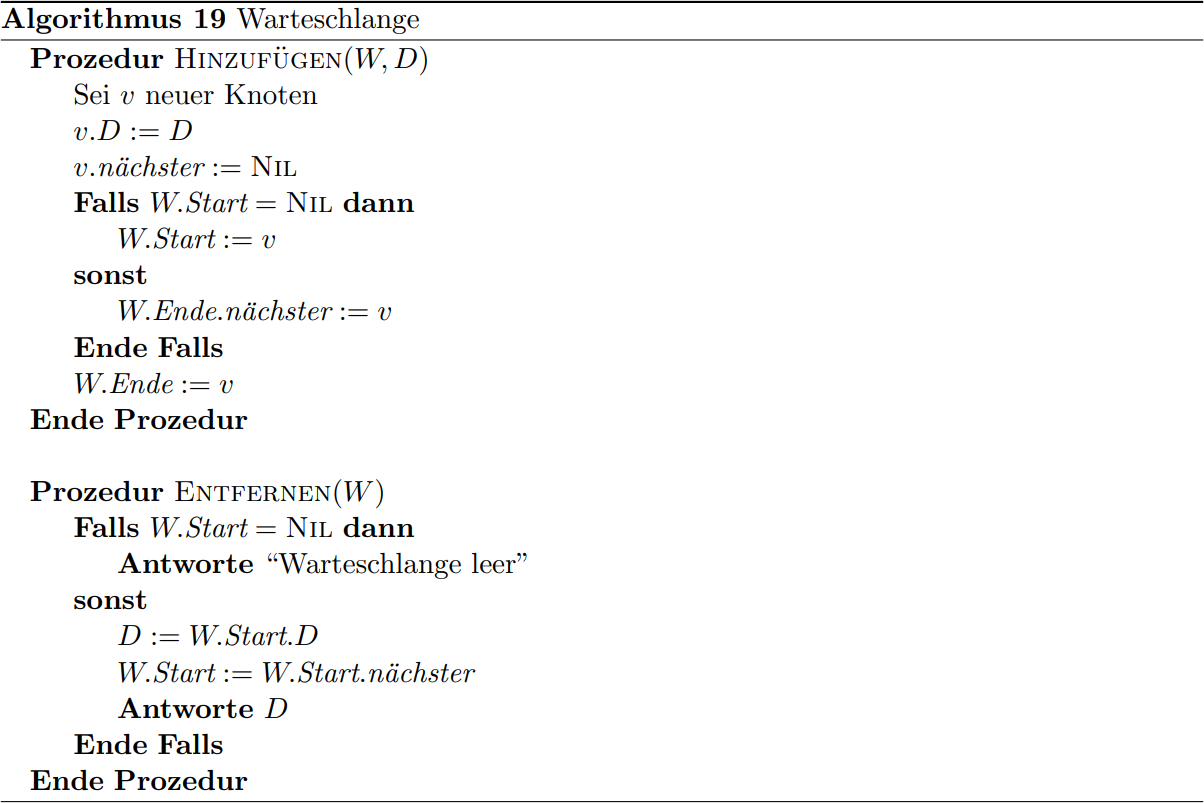 Algorithmus 19 Warteschlange
Prozedur HINZUFÜGEN(W, D)
Sei v neuer Knoten
v.D := D
v.nächster := NIL
Falls W.Start = NIL dann
W.Start := v
sonst
W.Ende.nächster := v
Ende Falls
W.Ende := v
Ende Prozedur
Prozedur ENTFERNEN(W)
Falls W.Start = NIL dann
Antworte “Warteschlange leer”
sonst
D := W.Start.D
W.Start := W.Start.nächster
Antworte D
Ende Falls
Ende Prozedur